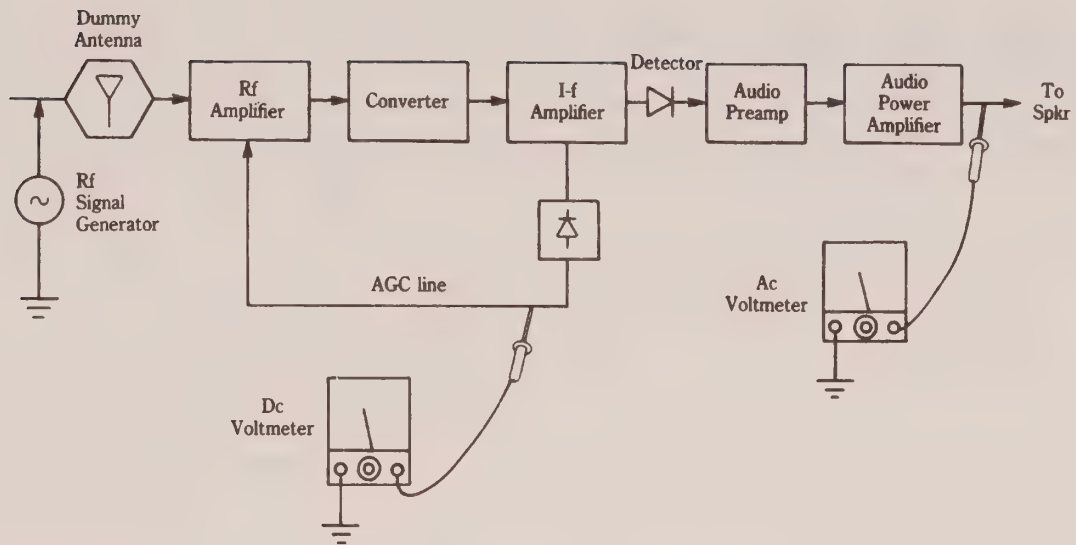 Dummy
Antenna
Rf
Signal
Generator
Rf
Amplifier
Converter
I-f
Amplifier
Detector
Audio
Preamp
Audio
Power
Amplifier
To
Spkr
AGC line
Dc
Voltmeter
Ac
Voltmeter